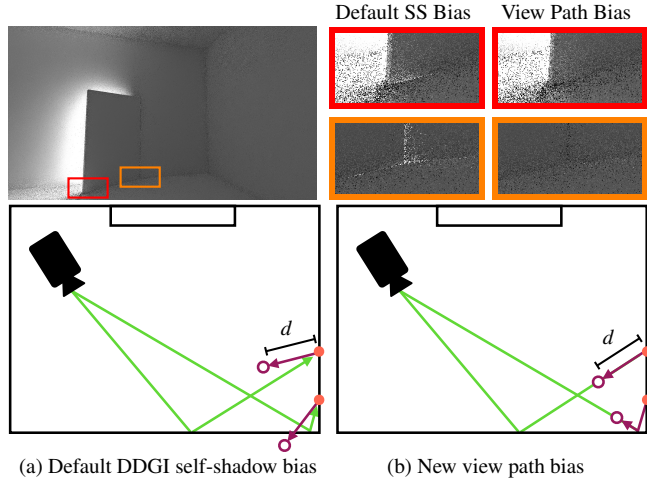 Default SS Bias View Path Bias
d
d
(a) Default DDGI self-shadow bias
(b) New view path bias